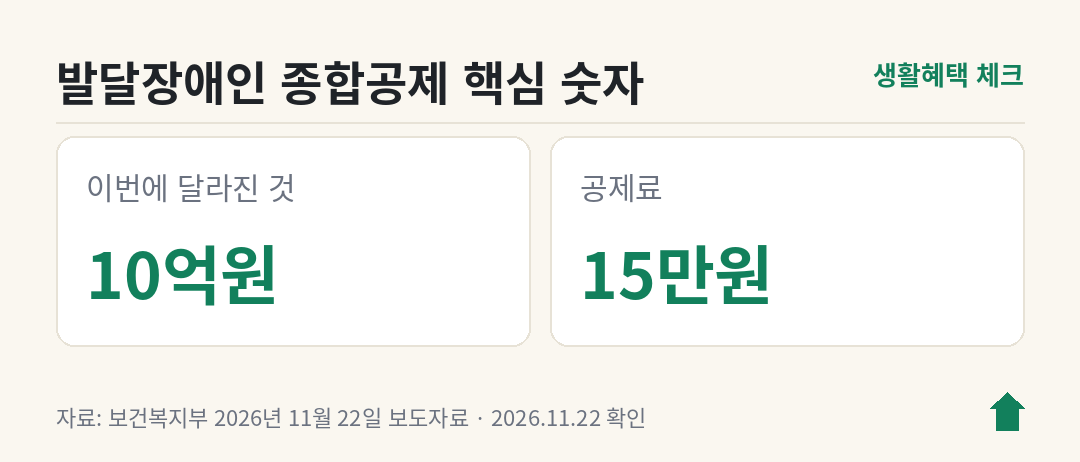 발달장애인 종합공제 핵심 숫자
생활혜택 체크
이번에 달라진 것
10억원
공제료
15만원
자료: 보건복지부 2026년 11월 22일 보도자료 · 2026.11.22 확인